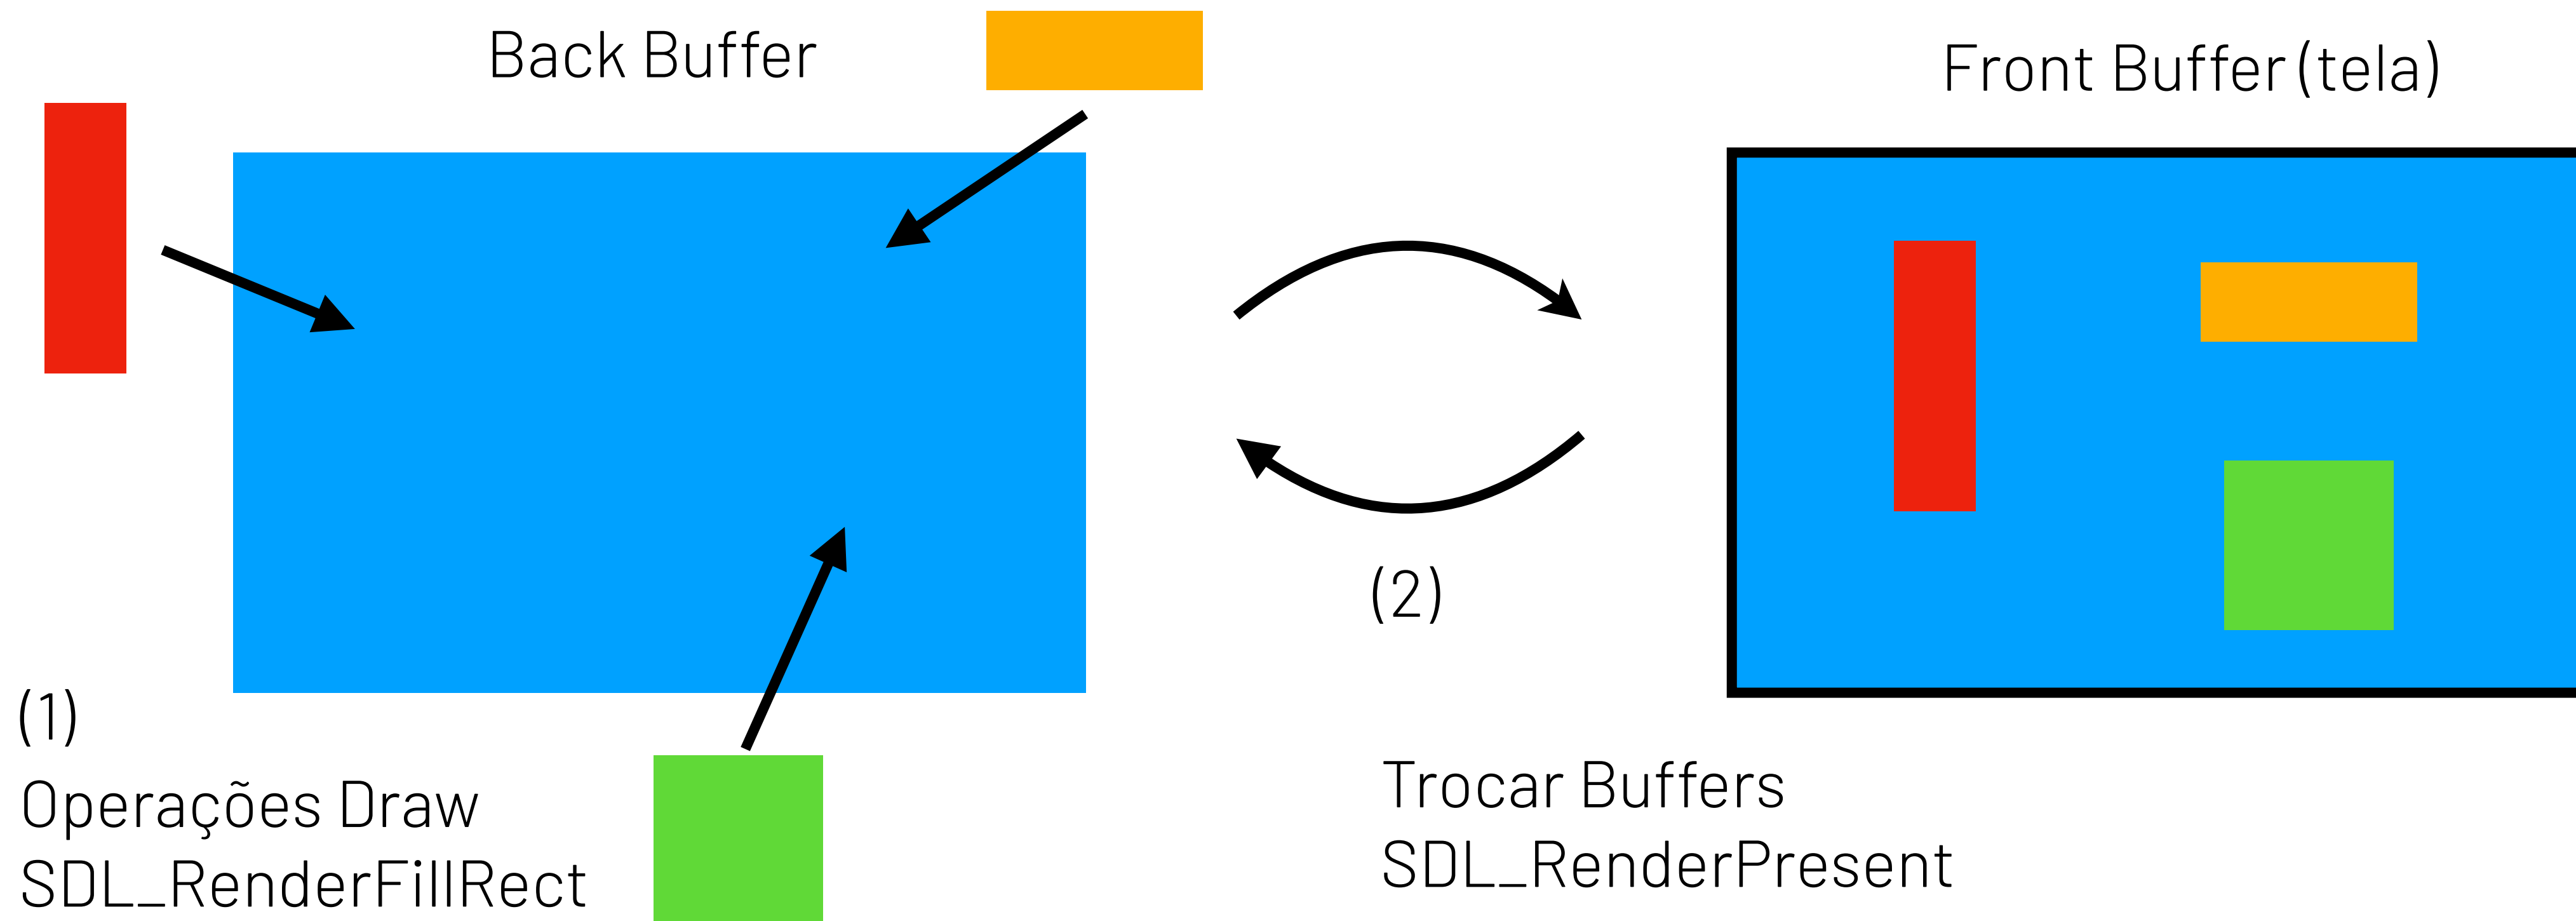 Back Buffer
Front Buffer (tela)
(1)
Operações Draw
SDL_RenderFillRect
(2)
Trocar Buffers
SDL_RenderPresent